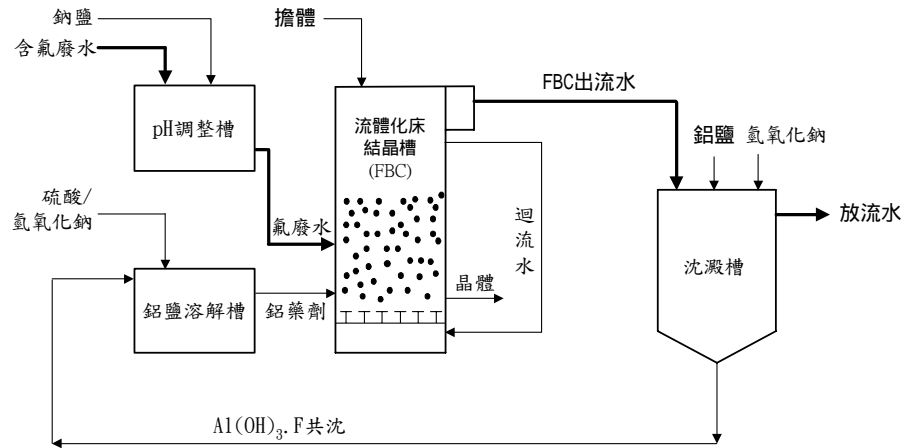 鈉鹽
含氟廢水
擔體
FBC出流水
pH調整槽
流體化床
結晶槽
(FBC)
鋁鹽
氫氧化鈉
硫酸/
氫氧化鈉
氟廢水
迴
流
水
放流水
沈澱槽
晶體
鋁鹽溶解槽
鋁藥劑
Al(OH)₃.F共沈